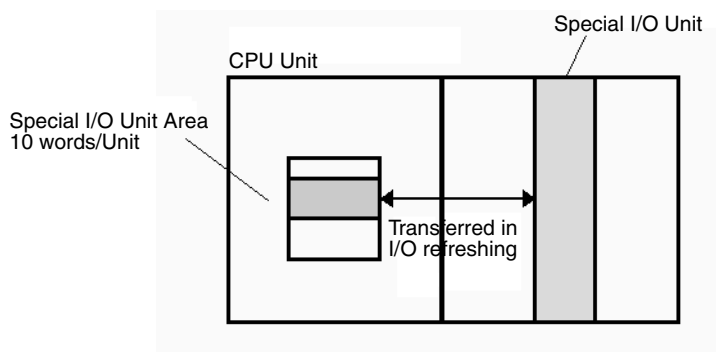 Special I/O Unit
CPU Unit
Special I/O Unit Area
10 words/Unit
Transferred in
I/O refreshing